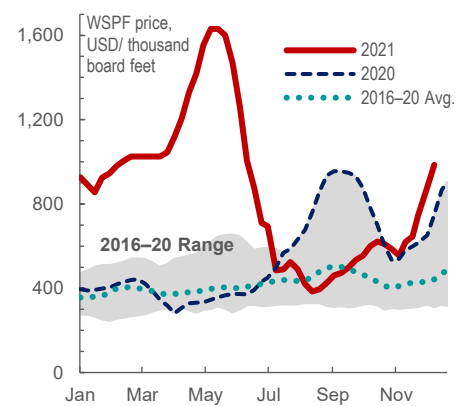 WSPF price,
USD/ thousand
board feet
1,600
1,200
800
400
0
2021
2020
2016–20 Avg.
2016–20 Range
Jan Mar May Jul Sep Nov